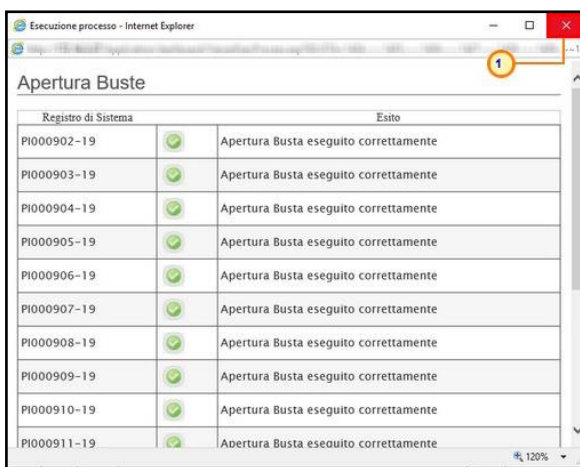 Esecuzione processo - Internet Explorer
1
Apertura Buste
Registro di Sistema Esito
PI000902-19 Apertura Busta eseguito correttamente
PI000903-19 Apertura Busta eseguito correttamente
PI000904-19 Apertura Busta eseguito correttamente
PI000905-19 Apertura Busta eseguito correttamente
PI000906-19 Apertura Busta eseguito correttamente
PI000907-19 Apertura Busta eseguito correttamente
PI000908-19 Apertura Busta eseguito correttamente
PI000909-19 Apertura Busta eseguito correttamente
PI000910-19 Apertura Busta eseguito correttamente
PI000911-19 Apertura Busta eseguito correttamente
120%